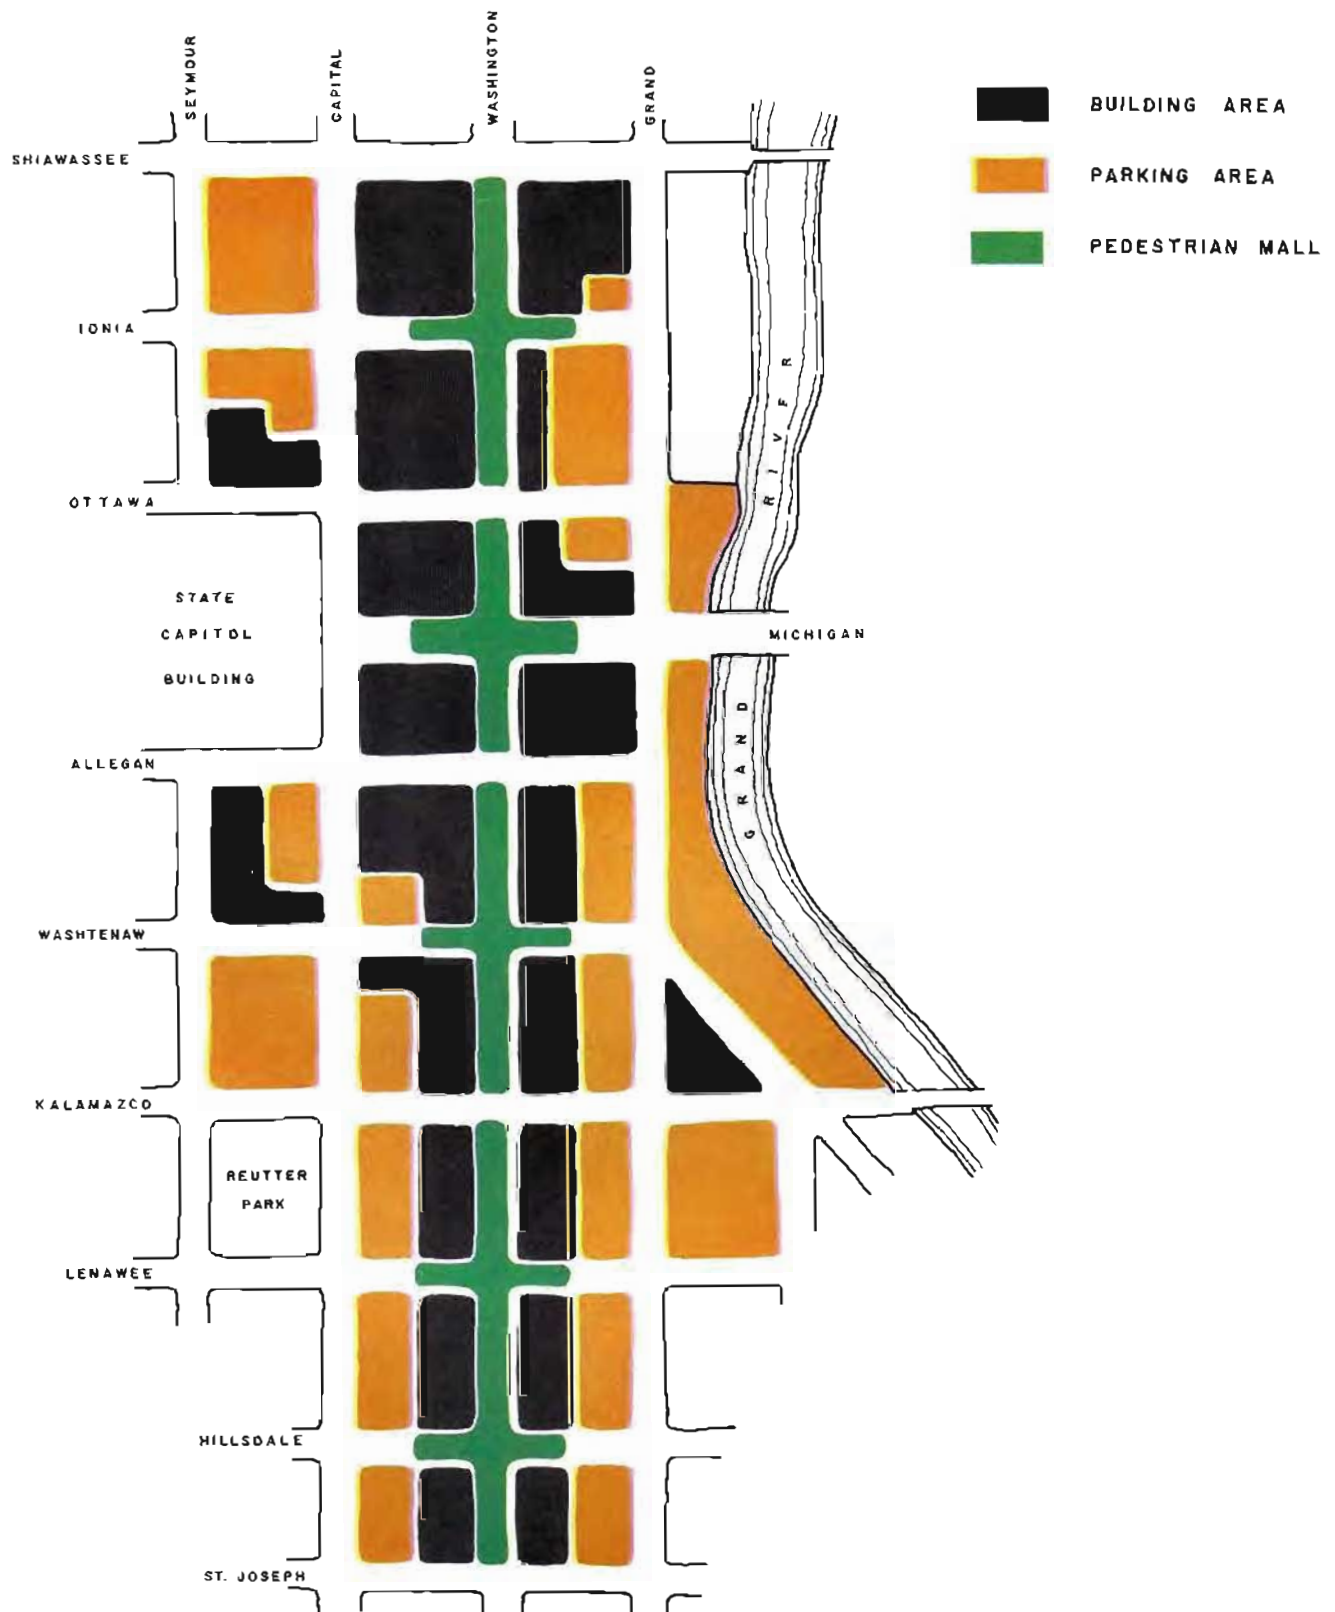 SEYMOUR
CAPITAL
WASHINGTON
GRAND
BUILDING AREA
PARKING AREA
PEDESTRIAN MALL
SHIAWASSEE
IONIA
OTTAWA
STATE
CAPITOL
BUILDING
MICHIGAN
ALLEGAN
WASHTENAW
KALAMAZCO
REUTTER
PARK
LENAWEE
HILLSDALE
ST. JOSEPH
GRAND
RIVER